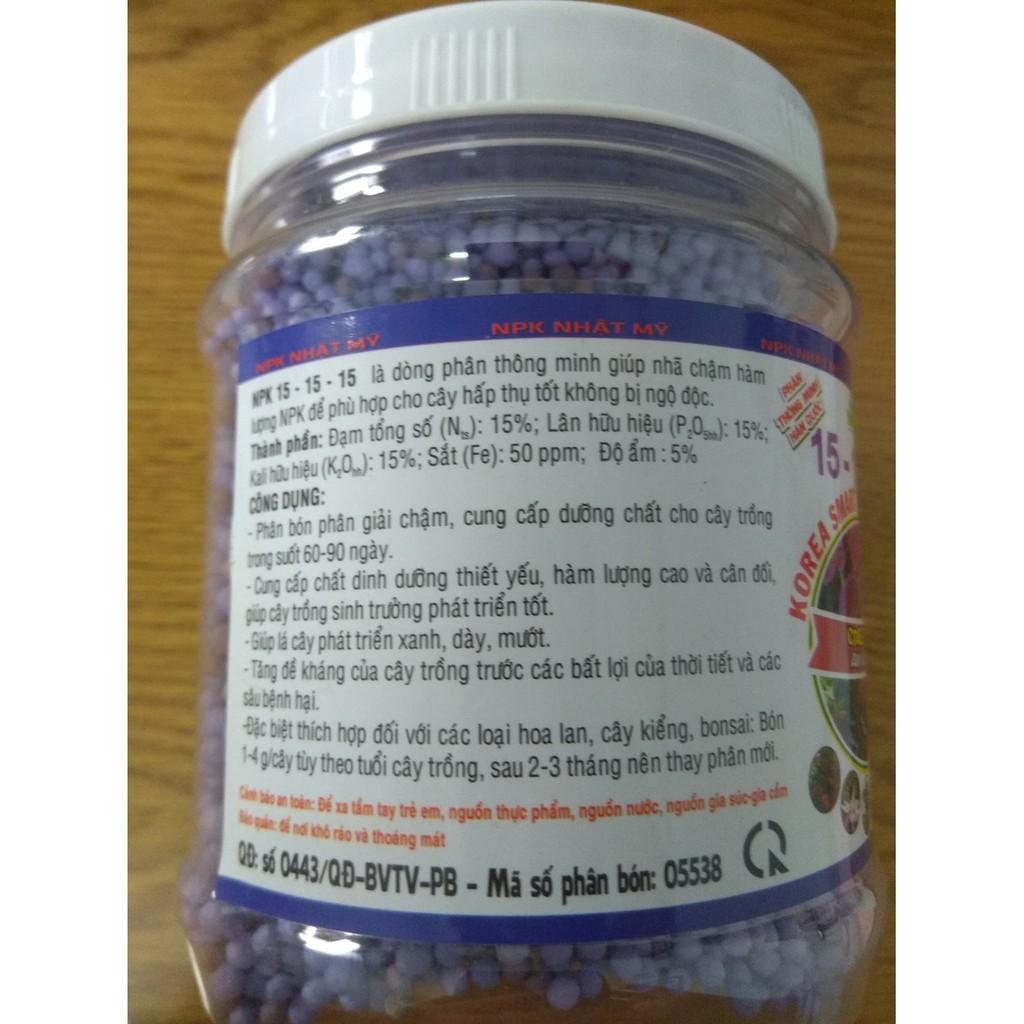 NPK NHẬT MỸ NPK NHẬT MỸ NPK NHẬT
NPK 15 - 15 - 15 là dòng phân thông minh giúp nhã chậm hàm
lượng NPK để phù hợp cho cây hấp thụ tốt không bị ngộ độc.
Thành phần: Đạm tổng số (Nts): 15%; Lân hữu hiệu (P2O5hh): 15%;
Kali hữu hiệu (K2Ohh): 15%; Sắt (Fe): 50 ppm; Độ ẩm : 5%
CÔNG DỤNG:
- Phân bón phân giải chậm, cung cấp dưỡng chất cho cây trồng
trong suốt 60-90 ngày.
- Cung cấp chất dinh dưỡng thiết yếu, hàm lượng cao và cân đối,
giúp cây trồng sinh trưởng phát triển tốt.
- Giúp lá cây phát triển xanh, dày, mướt.
- Tăng đề kháng của cây trồng trước các bất lợi của thời tiết và các
sâu bệnh hại.
-Đặc biệt thích hợp đối với các loại hoa lan, cây kiểng, bonsai: Bón
1-4 g/cây tùy theo tuổi cây trồng, sau 2-3 tháng nên thay phân mới.
Cảnh báo an toàn: Để xa tầm tay trẻ em, nguồn thực phẩm, nguồn nước, nguồn gia súc-gia cầm
Bảo quản: để nơi khô ráo và thoáng mát
QĐ: số 0443/QĐ-BVTV-PB - Mã số phân bón: 05538
PHÂN
THÔNG MINH
HÀN QUỐC
15-
KOREA